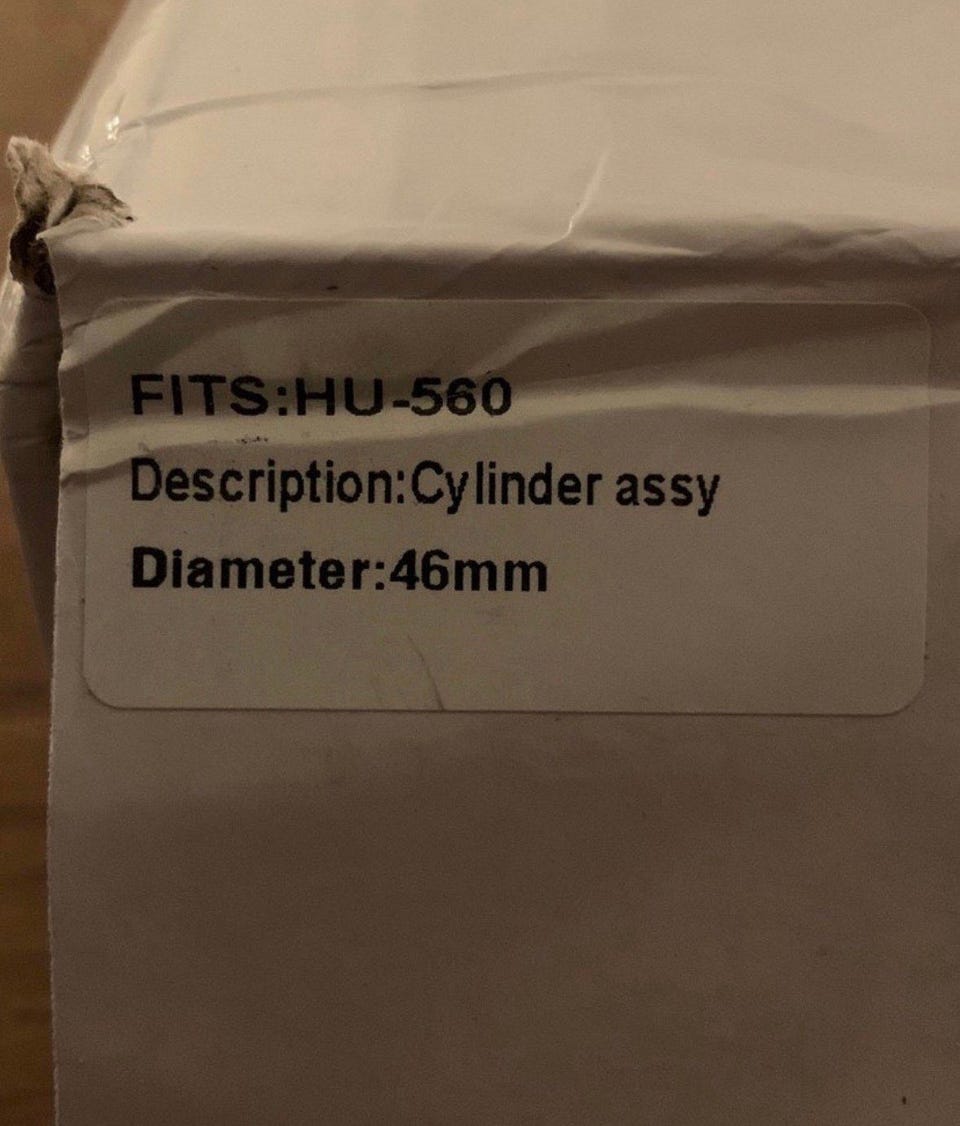 FITS:HU-560
Description:Cylinder assy
Diameter:46mm